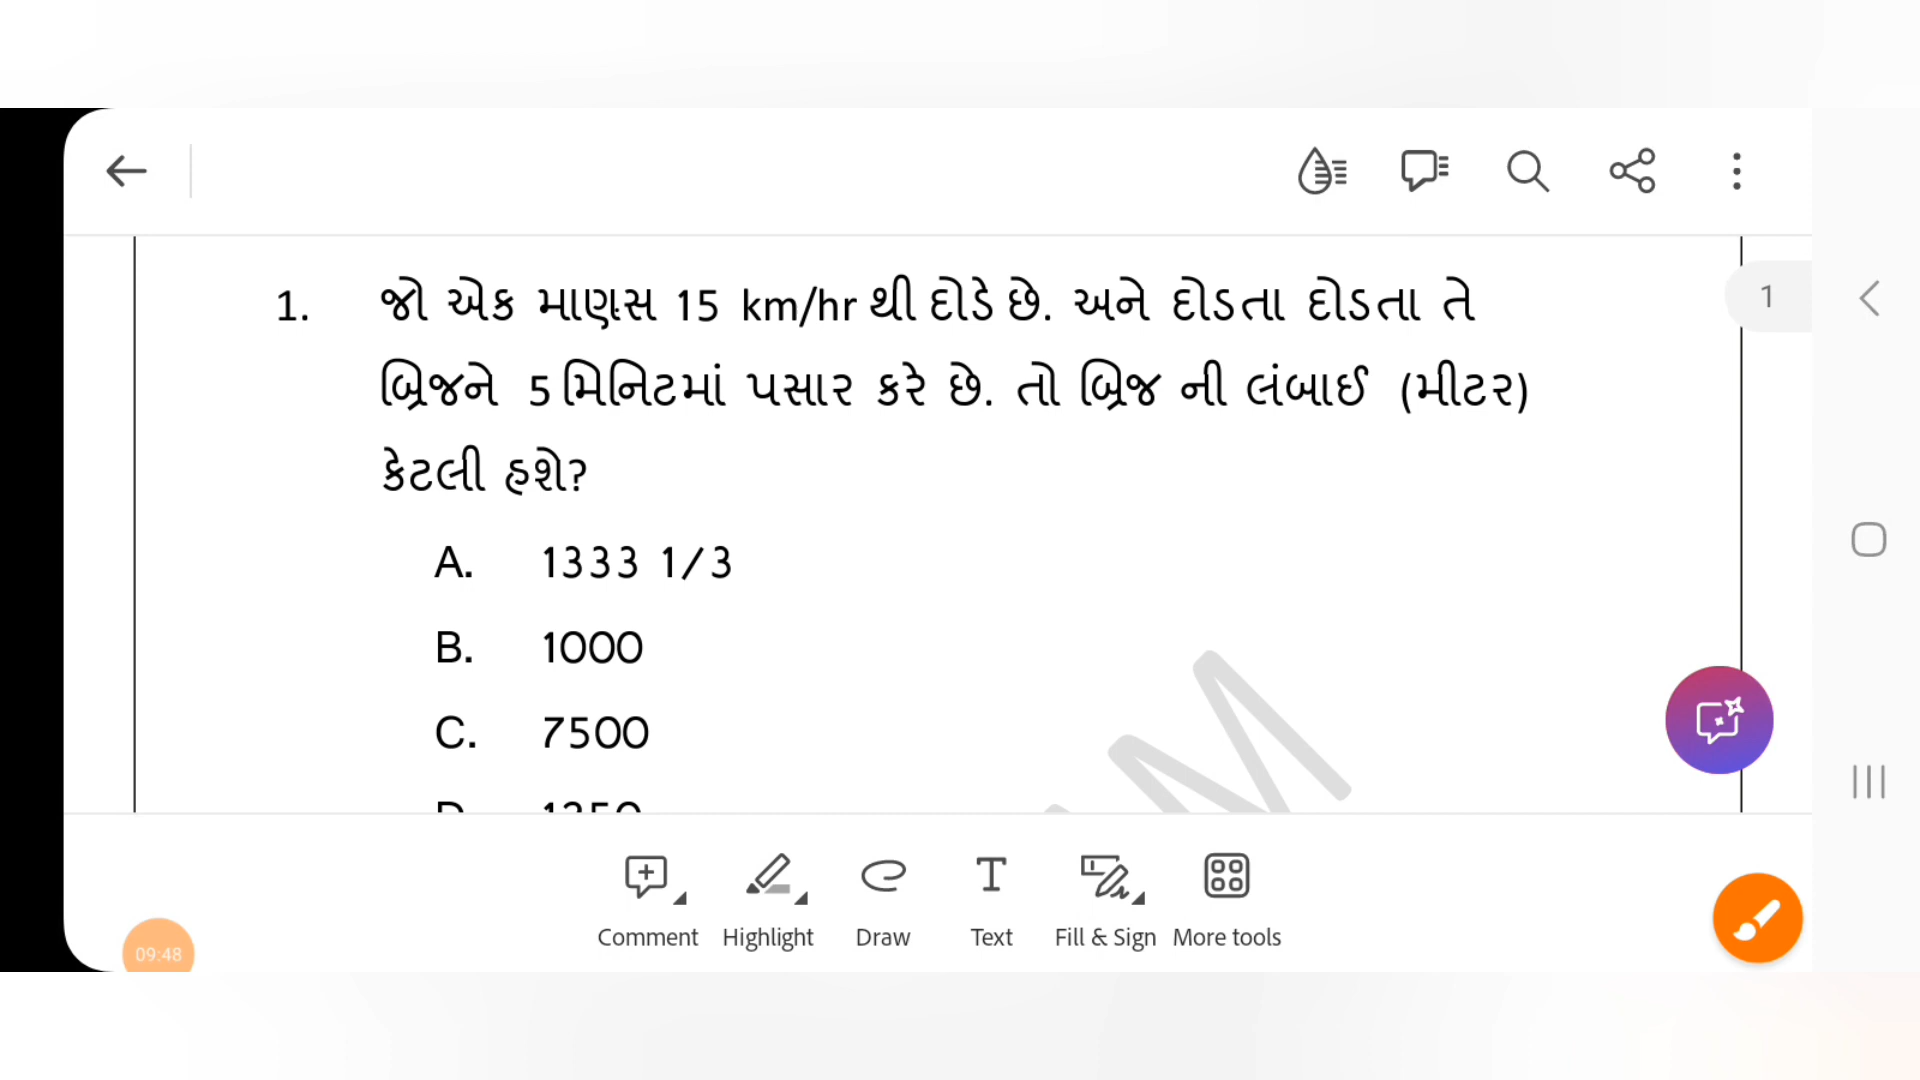 1
1. જો એક માણસ 15 km/hr થી દોડે છે. અને દોડતા દોડતા તે
બ્રિજને 5 મિનિટમાં પસાર કરે છે. તો બ્રિજ ની લંબાઈ (મીટર)
કેટલી હશે?
A. 1333 1/3
B. 1000
C. 7500
D. 1250
Comment Highlight Draw Text Fill & Sign More tools
09:48